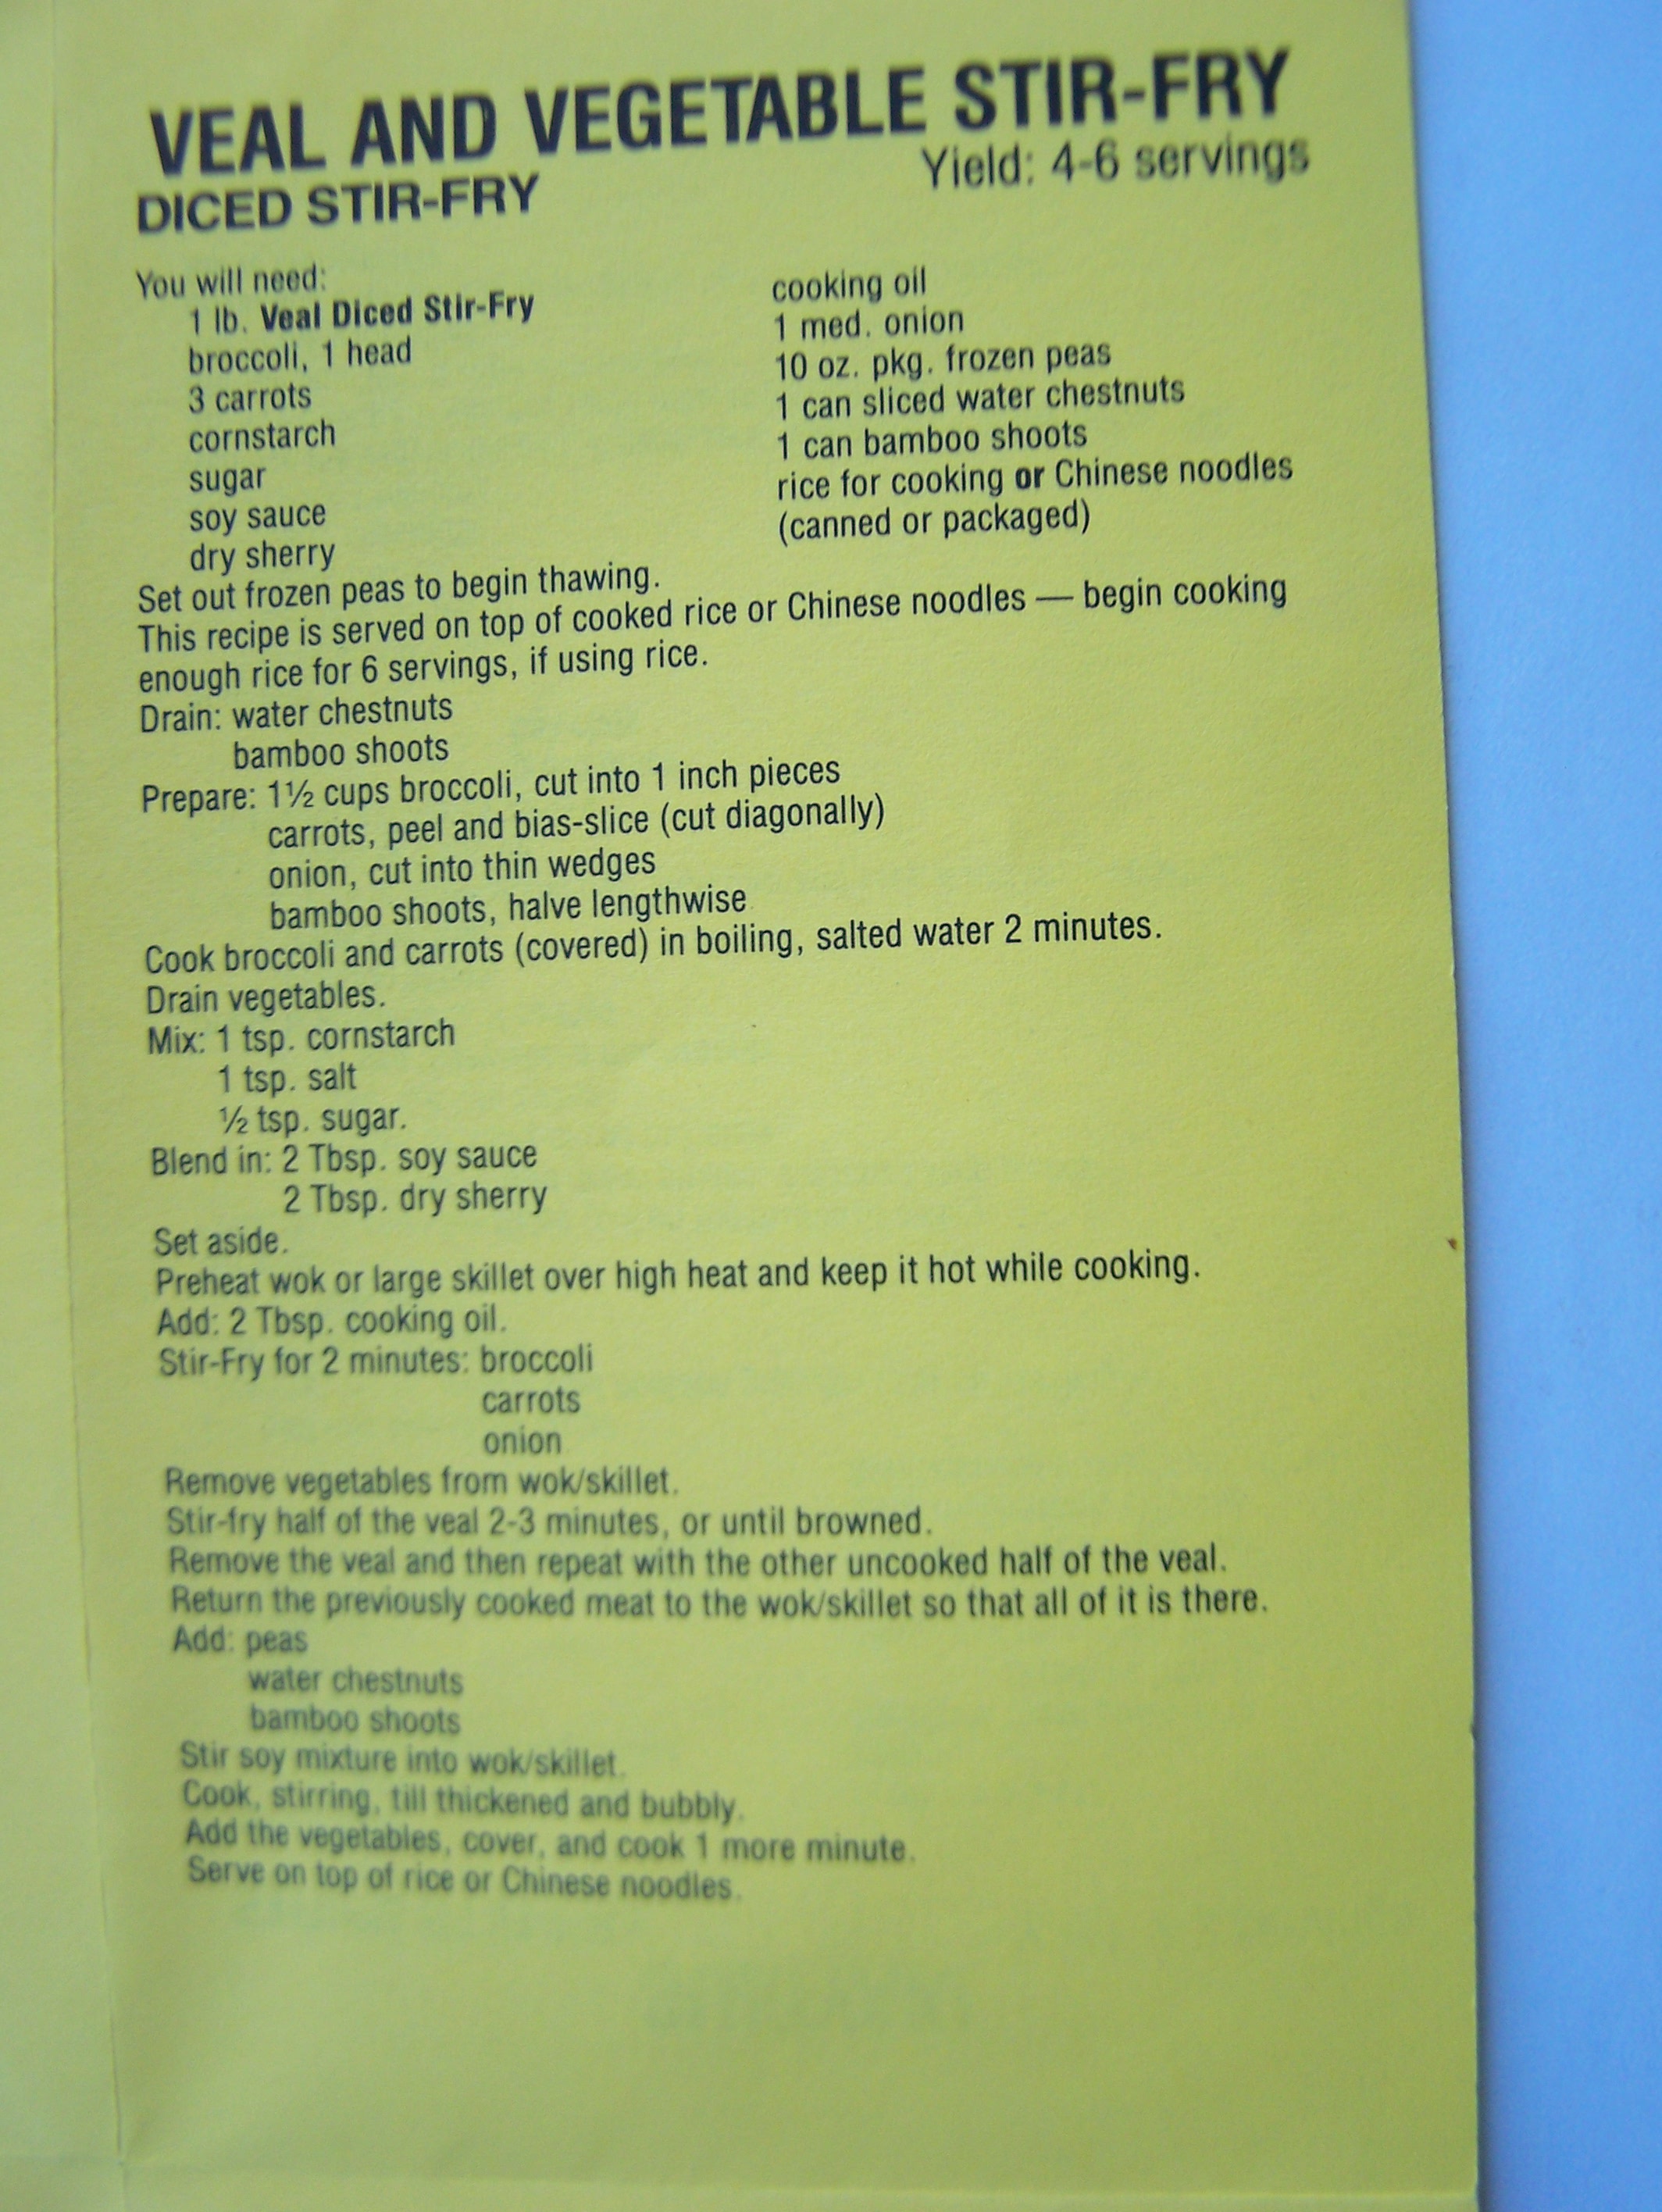 VEAL AND VEGETABLE STIR-FRY
DICED STIR-FRY
Yield: 4-6 servings
You will need:
1 lb. Veal Diced Stir-Fry
broccoli, 1 head
3 carrots
cornstarch
sugar
soy sauce
dry sherry
cooking oil
1 med. onion
10 oz. pkg. frozen peas
1 can sliced water chestnuts
1 can bamboo shoots
rice for cooking or Chinese noodles
(canned or packaged)
Set out frozen peas to begin thawing.
This recipe is served on top of cooked rice or Chinese noodles — begin cooking
enough rice for 6 servings, if using rice.
Drain: water chestnuts
bamboo shoots
Prepare: 1½ cups broccoli, cut into 1 inch pieces
carrots, peel and bias-slice (cut diagonally)
onion, cut into thin wedges
bamboo shoots, halve lengthwise
Cook broccoli and carrots (covered) in boiling, salted water 2 minutes.
Drain vegetables.
Mix: 1 tsp. cornstarch
1 tsp. salt
½ tsp. sugar.
Blend in: 2 Tbsp. soy sauce
2 Tbsp. dry sherry
Set aside.
Preheat wok or large skillet over high heat and keep it hot while cooking.
Add: 2 Tbsp. cooking oil.
Stir-Fry for 2 minutes: broccoli
carrots
onion
Remove vegetables from wok/skillet.
Stir-fry half of the veal 2-3 minutes, or until browned.
Remove the veal and then repeat with the other uncooked half of the veal.
Return the previously cooked meat to the wok/skillet so that all of it is there.
Add: peas
water chestnuts
bamboo shoots
Stir soy mixture into wok/skillet.
Cook, stirring, till thickened and bubbly.
Add the vegetables, cover, and cook 1 more minute.
Serve on top of rice or Chinese noodles.